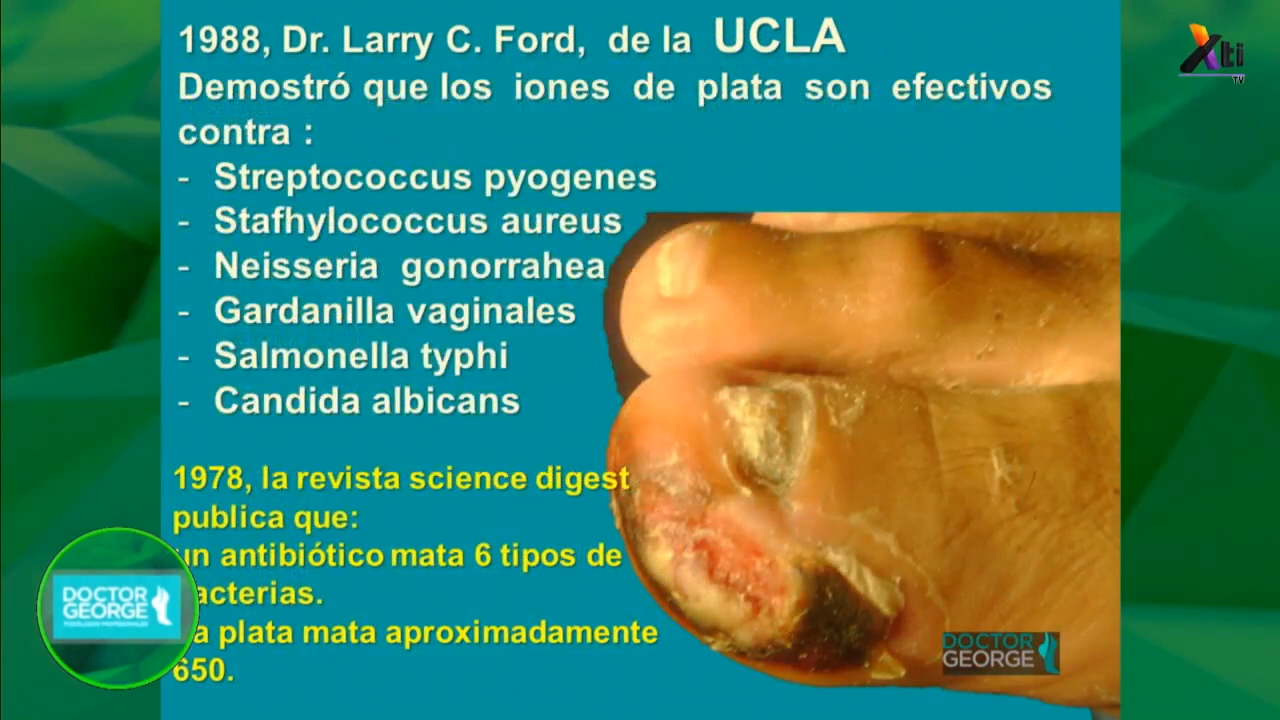 1988, Dr. Larry C. Ford, de la UCLA
Demostró que los iones de plata son efectivos
contra :
- Streptococcus pyogenes
- Stafhylococcus aureus
- Neisseria gonorrahea
- Gardanilla vaginales
- Salmonella typhi
- Candida albicans
1978, la revista science digest
publica que:
un antibiótico mata 6 tipos de
acterias.
a plata mata aproximadamente
650.
DOCTOR
GEORGE
DOCTOR
GEORGE
Xti
TV